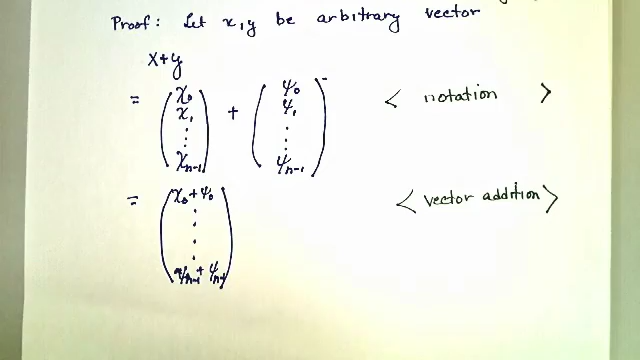 Proof: Let x, y be arbitrary vector
x+y
= (χ0 χ1 ⋮ χn-1) + (ψ0 ψ1 ⋮ ψn-1) < notation >
= (χ0 + ψ0 ⋮ ψn-1 + ψn-1) < vector addition >